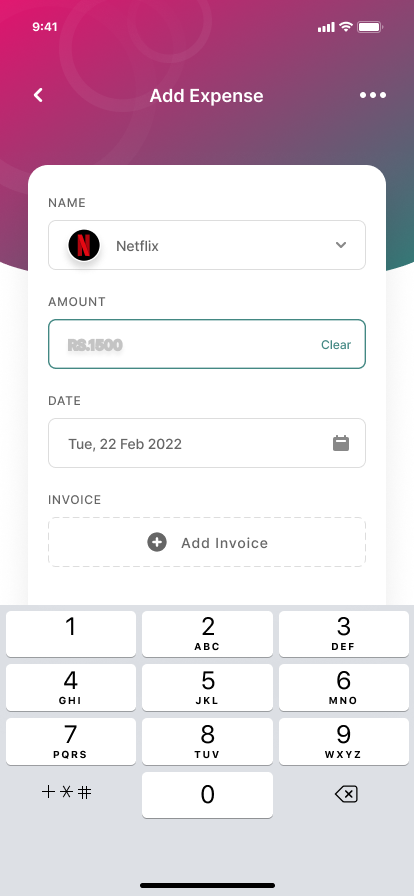 9:41
Add Expense
NAME
N Netflix
AMOUNT
RS.1500 Clear
DATE
Tue, 22 Feb 2022
INVOICE
Add Invoice
1 2 3
ABC DEF
4 5 6
GHI JKL MNO
7 8 9
PQRS TUV WXYZ
+*# 0